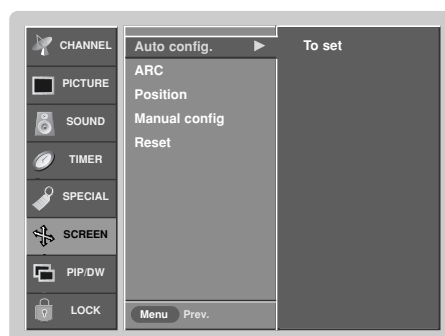 CHANNEL
PICTURE
SOUND
TIMER
SPECIAL
SCREEN
PIP/DW
LOCK
Auto config. ▶
ARC
Position
Manual config
Reset
Menu Prev.
To set